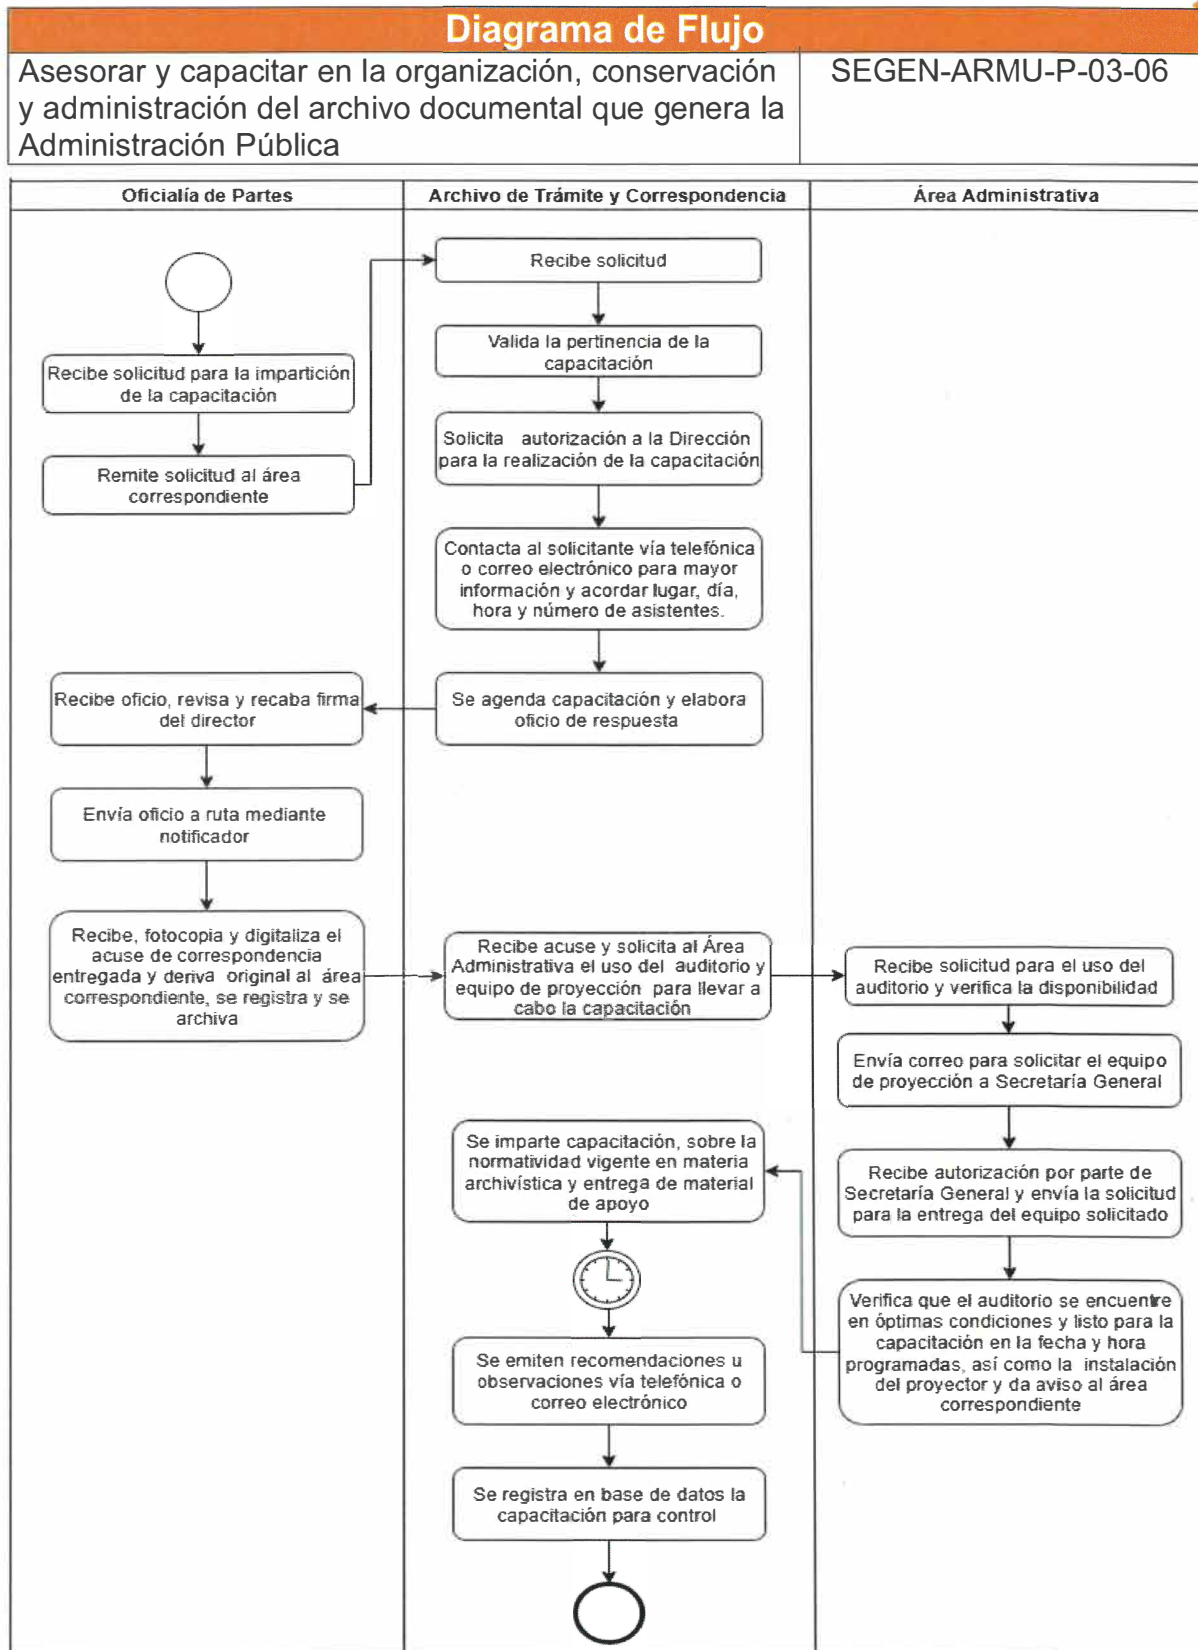 Diagrama de Flujo
Asesorar y capacitar en la organización, conservación
y administración del archivo documental que genera la
Administración Pública
SEGEN-ARMU-P-03-06
Oficialía de Partes
Archivo de Trámite y Correspondencia
Área Administrativa
Recibe solicitud para la impartición
de la capacitación
Remite solicitud al área
correspondiente
Recibe solicitud
Valida la pertinencia de la
capacitación
Solicita autorización a la Dirección
para la realización de la capacitación
Contacta al solicitante vía telefónica
o correo electrónico para mayor
información y acordar lugar, día,
hora y número de asistentes.
Se agenda capacitación y elabora
oficio de respuesta
Recibe oficio, revisa y recaba firma
del director
Envía oficio a ruta mediante
notificador
Recibe, fotocopia y digitaliza el
acuse de correspondencia
entregada y deriva original al área
correspondiente, se registra y se
archiva
Recibe acuse y solicita al Área
Administrativa el uso del auditorio y
equipo de proyección para llevar a
cabo la capacitación
Recibe solicitud para el uso del
auditorio y verifica la disponibilidad
Envía correo para solicitar el equipo
de proyección a Secretaría General
Recibe autorización por parte de
Secretaría General y envía la solicitud
para la entrega del equipo solicitado
Verifica que el auditorio se encuentre
en óptimas condiciones y listo para la
capacitación en la fecha y hora
programadas, así como la instalación
del proyector y da aviso al área
correspondiente
Se imparte capacitación, sobre la
normatividad vigente en materia
archivística y entrega de material
de apoyo
Se emiten recomendaciones u
observaciones vía telefónica o
correo electrónico
Se registra en base de datos la
capacitación para control